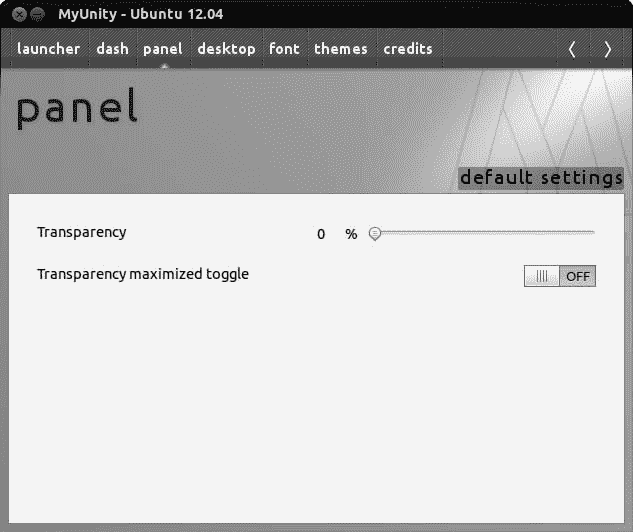 MyUnity - Ubuntu 12.04
launcher dash panel desktop font themes credits
panel
default settings
Transparency 0 %
Transparency maximized toggle OFF